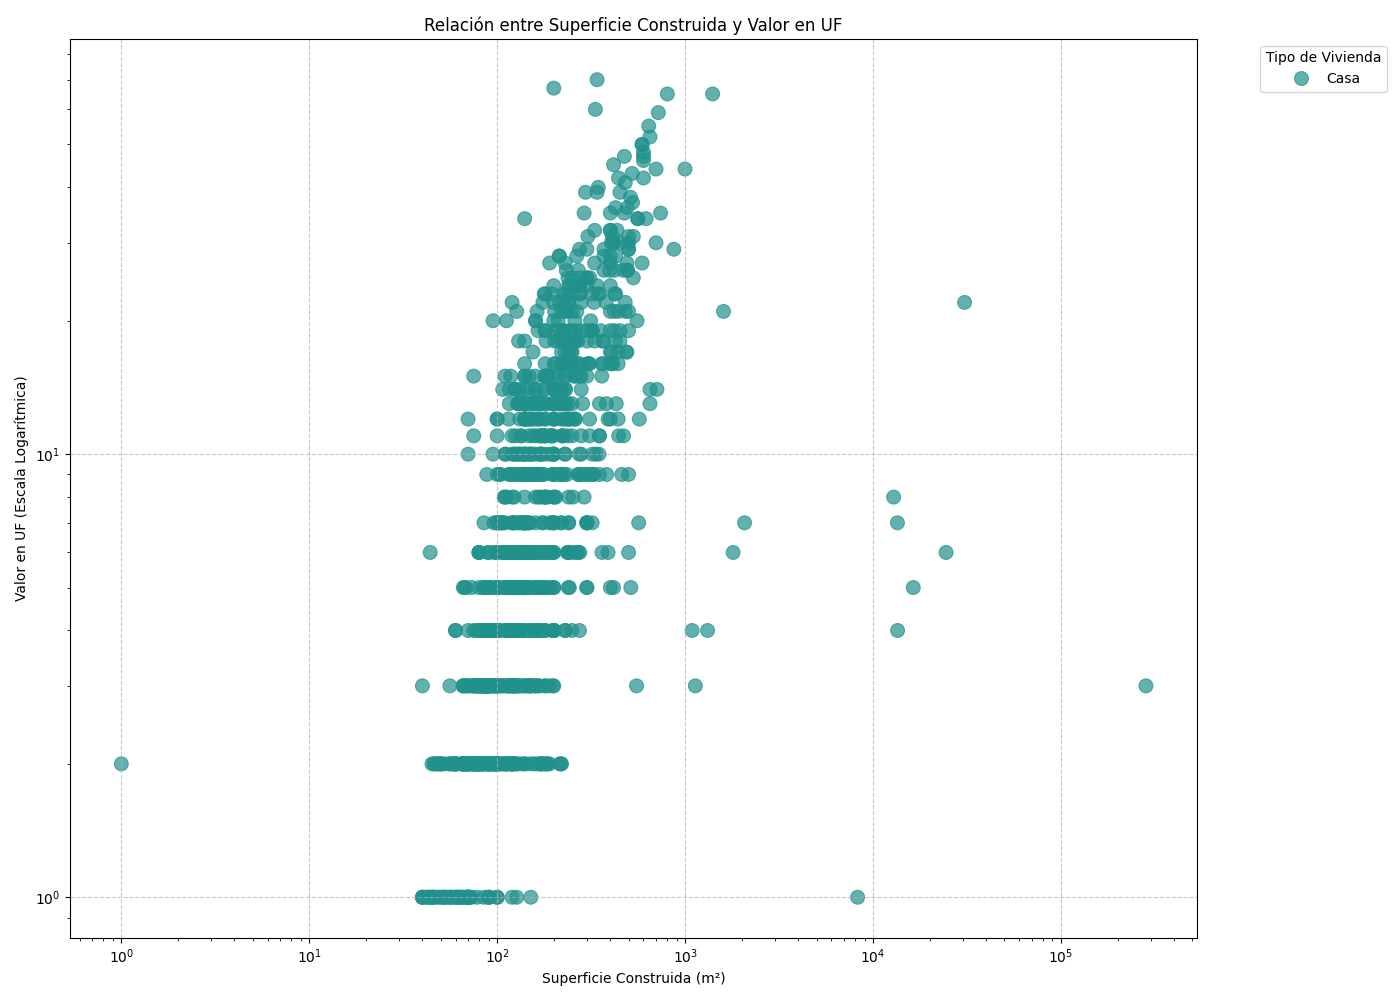 Relación entre Superficie Construida y Valor en UF
Tipo de Vivienda
Casa
Valor en UF (Escala Logarítmica)
10¹
10⁰
10⁰ 10¹ 10² 10³ 10⁴ 10⁵
Superficie Construida (m²)